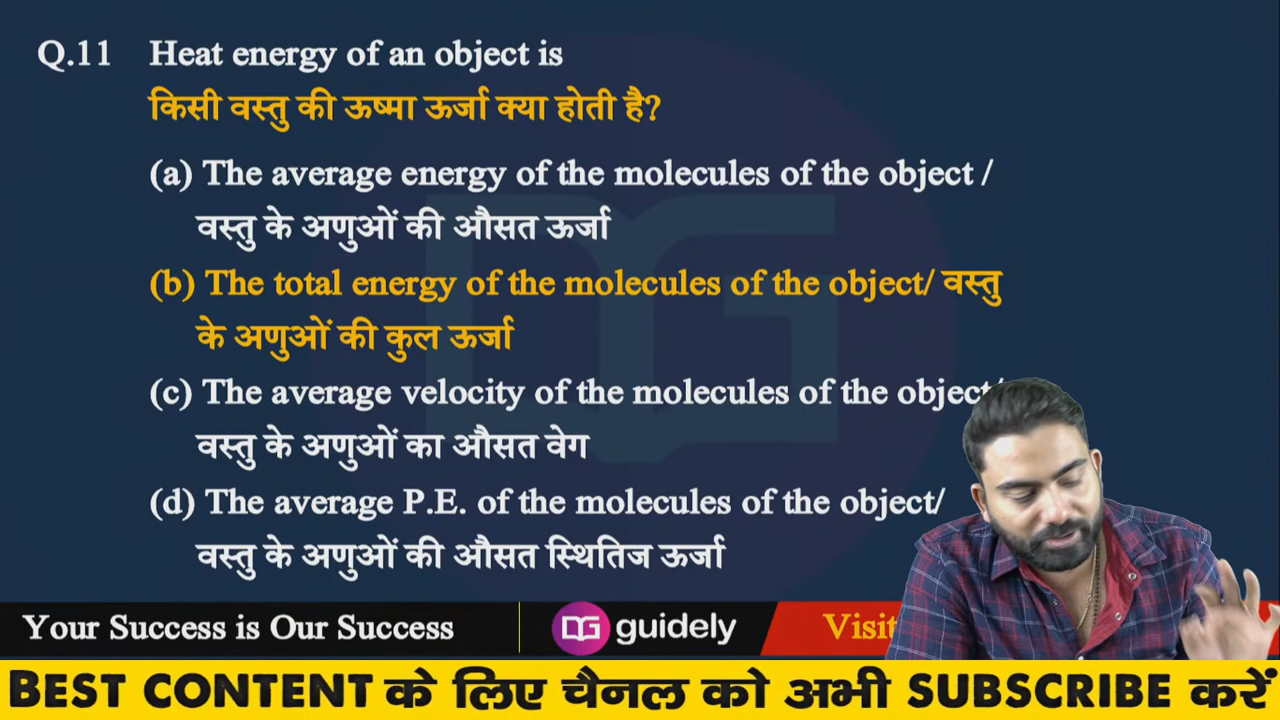 Q.11 Heat energy of an object is
किसी वस्तु की ऊष्मा ऊर्जा क्या होती है?
(a) The average energy of the molecules of the object /
वस्तु के अणुओं की औसत ऊर्जा
(b) The total energy of the molecules of the object/ वस्तु
के अणुओं की कुल ऊर्जा
(c) The average velocity of the molecules of the object/
वस्तु के अणुओं का औसत वेग
(d) The average P.E. of the molecules of the object/
वस्तु के अणुओं की औसत स्थितिज ऊर्जा
Your Success is Our Success
DG guidely
Visit
BEST CONTENT के लिए चैनल को अभी SUBSCRIBE करें